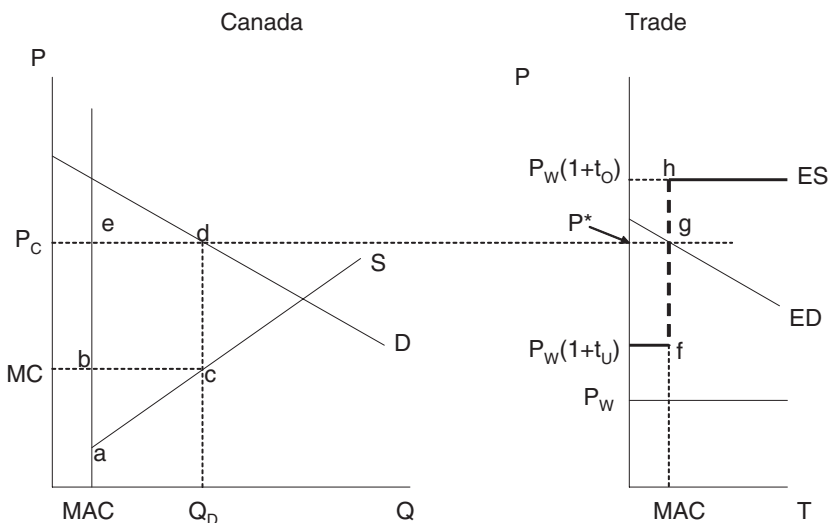 Canada
Trade
P
P
P_W(1+t_O)
h
ES
e
d
P_C
P*
g
S
ED
D
P_W(1+t_U)
f
b
MC
c
P_W
a
MAC
Q_D
Q
MAC
T